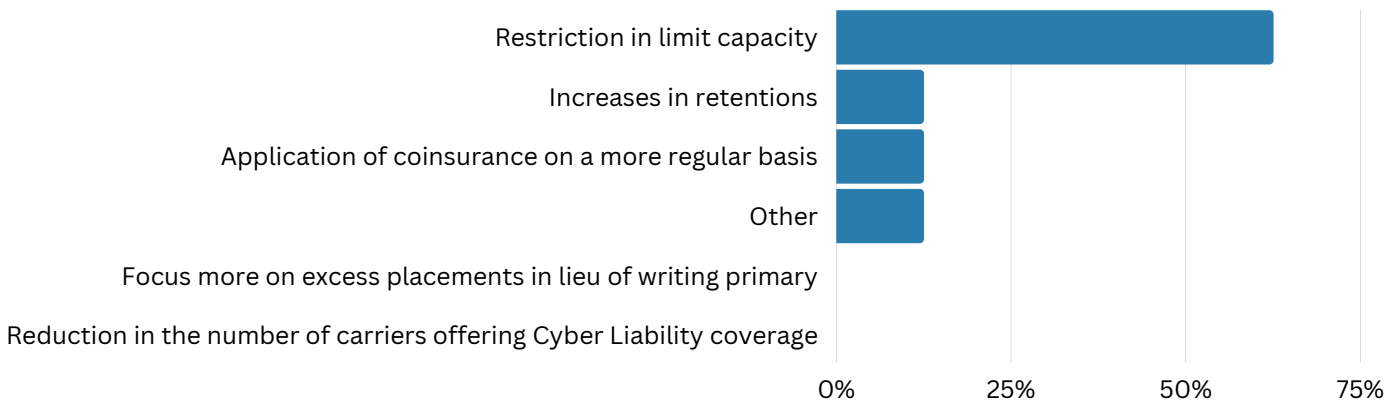 Restriction in limit capacity
Increases in retentions
Application of coinsurance on a more regular basis
Other
Focus more on excess placements in lieu of writing primary
Reduction in the number of carriers offering Cyber Liability coverage
0% 25% 50% 75%